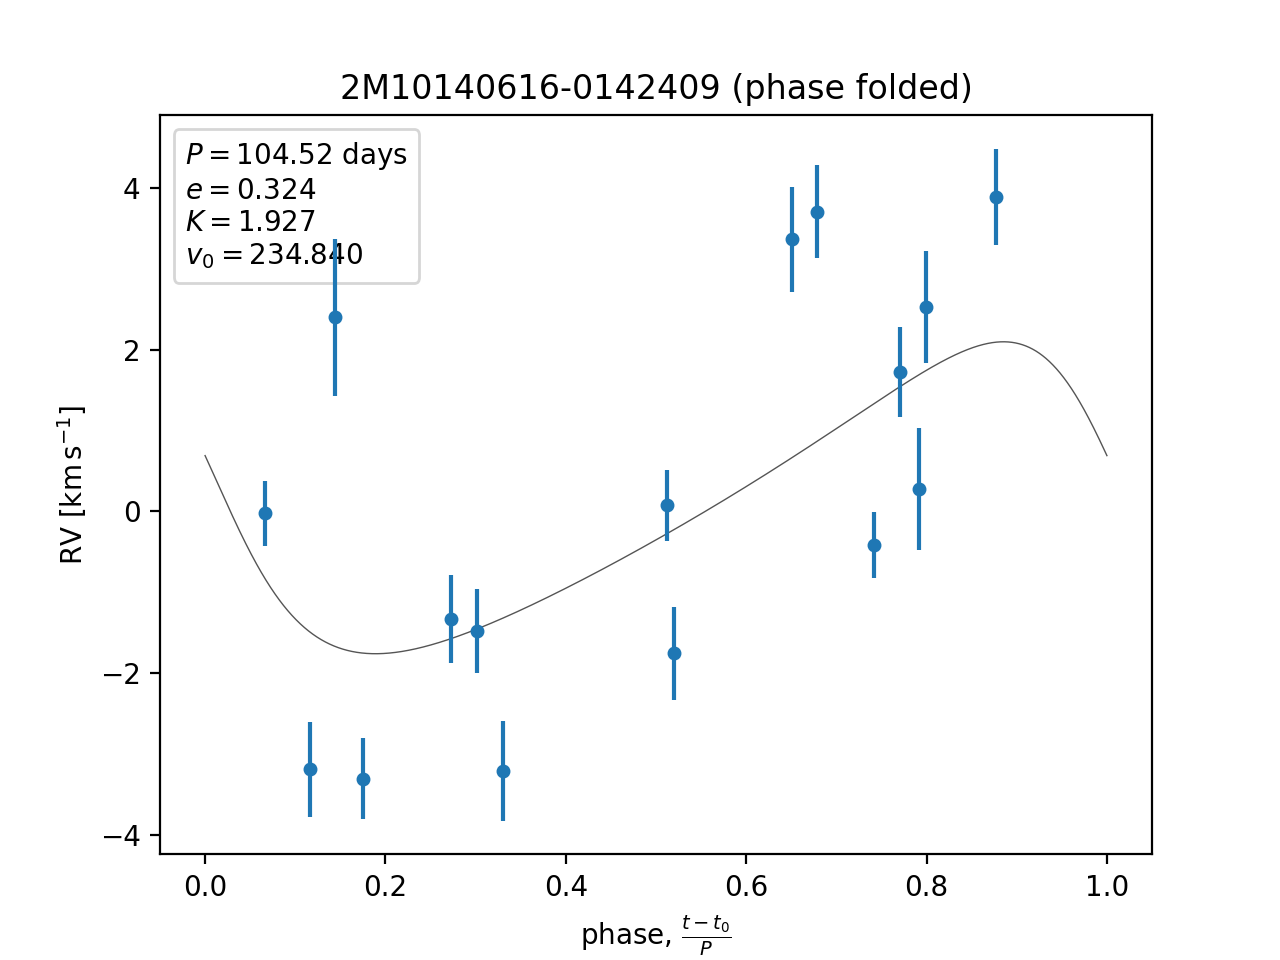 2M10140616-0142409 (phase folded)
P = 104.52 days
e = 0.324
K = 1.927
v₀ = 234.840
4
2
0
−2
−4
RV [km s⁻¹]
0.0 0.2 0.4 0.6 0.8 1.0
phase, (t − t₀)/P